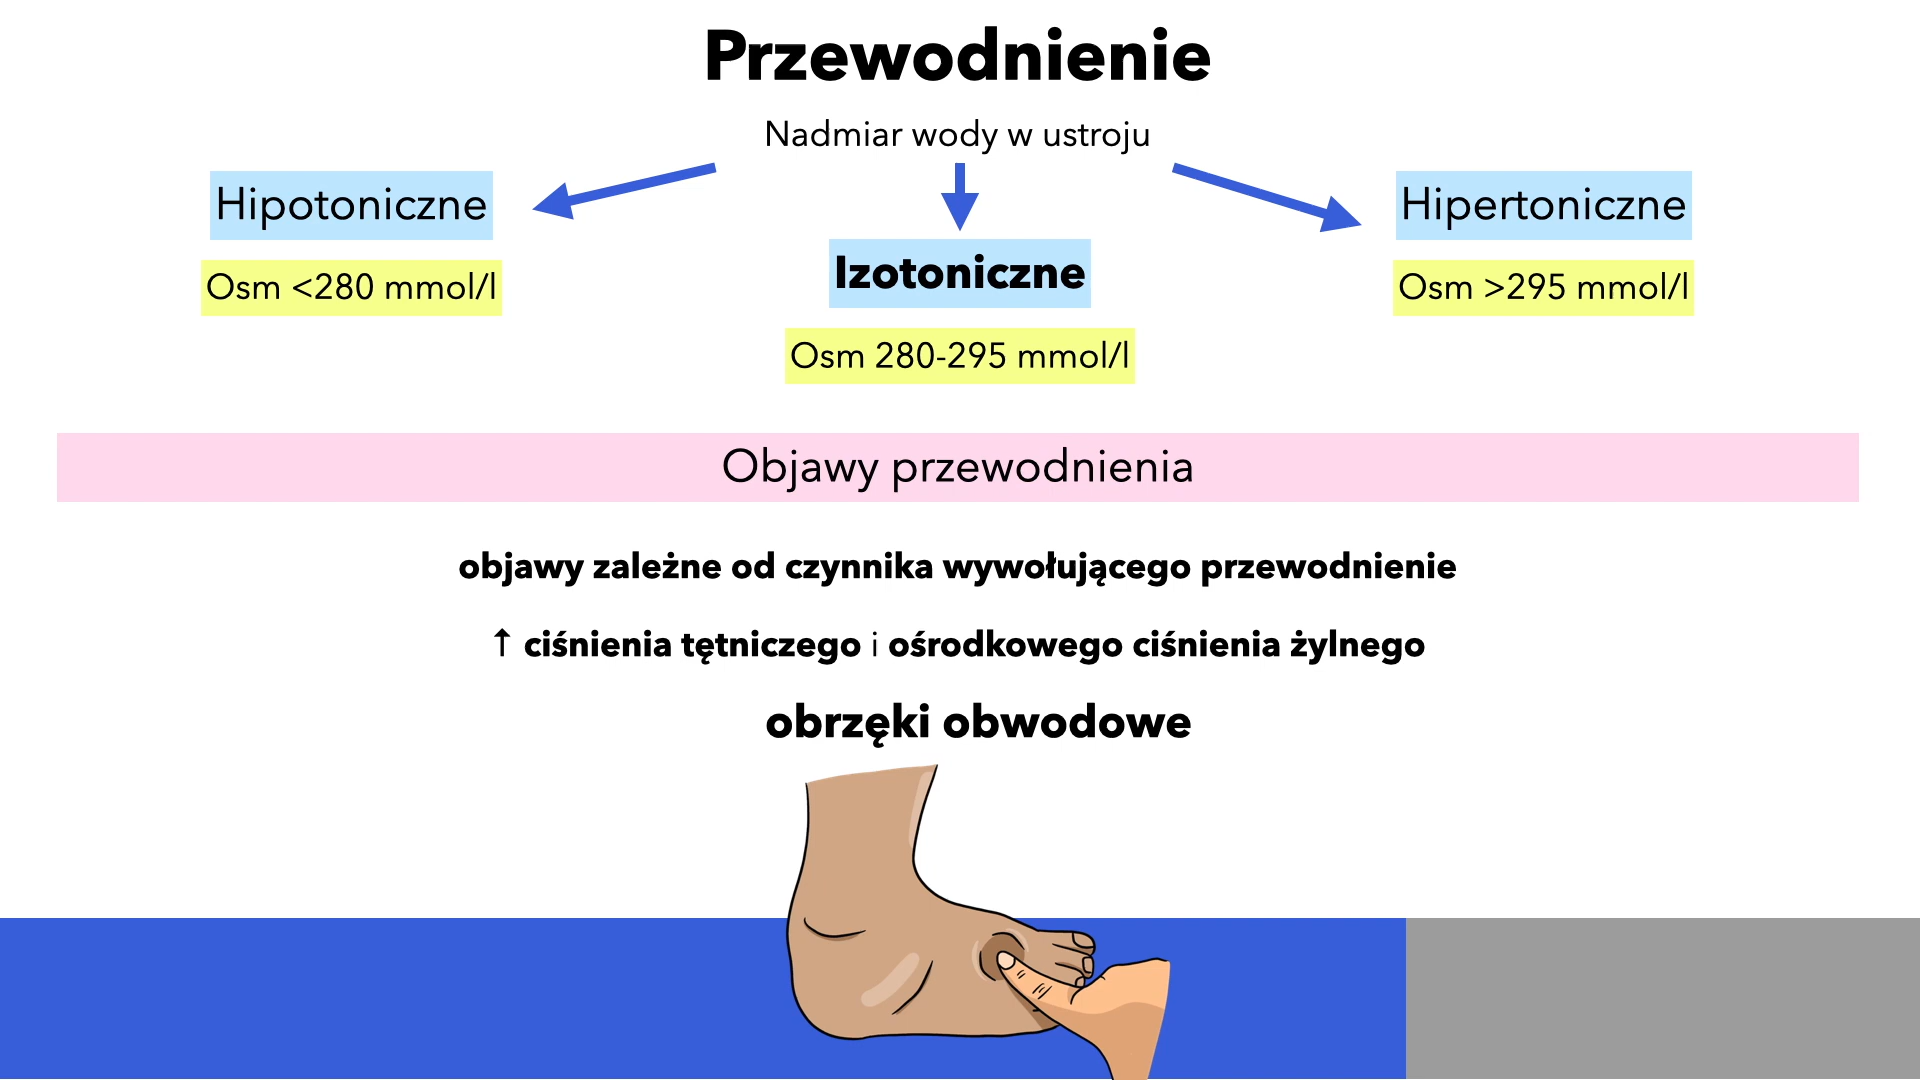 Przewodnienie
Nadmiar wody w ustroju
Hipotoniczne
Osm <280 mmol/l
Izotoniczne
Osm 280-295 mmol/l
Hipertoniczne
Osm >295 mmol/l
Objawy przewodnienia
objawy zależne od czynnika wywołującego przewodnienie
↑ ciśnienia tętniczego i ośrodkowego ciśnienia żylnego
obrzęki obwodowe